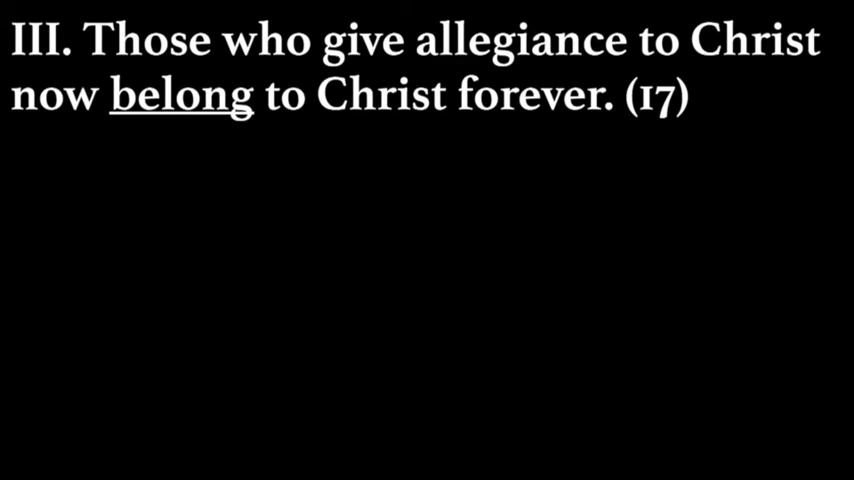 III. Those who give allegiance to Christ
now belong to Christ forever. (17)